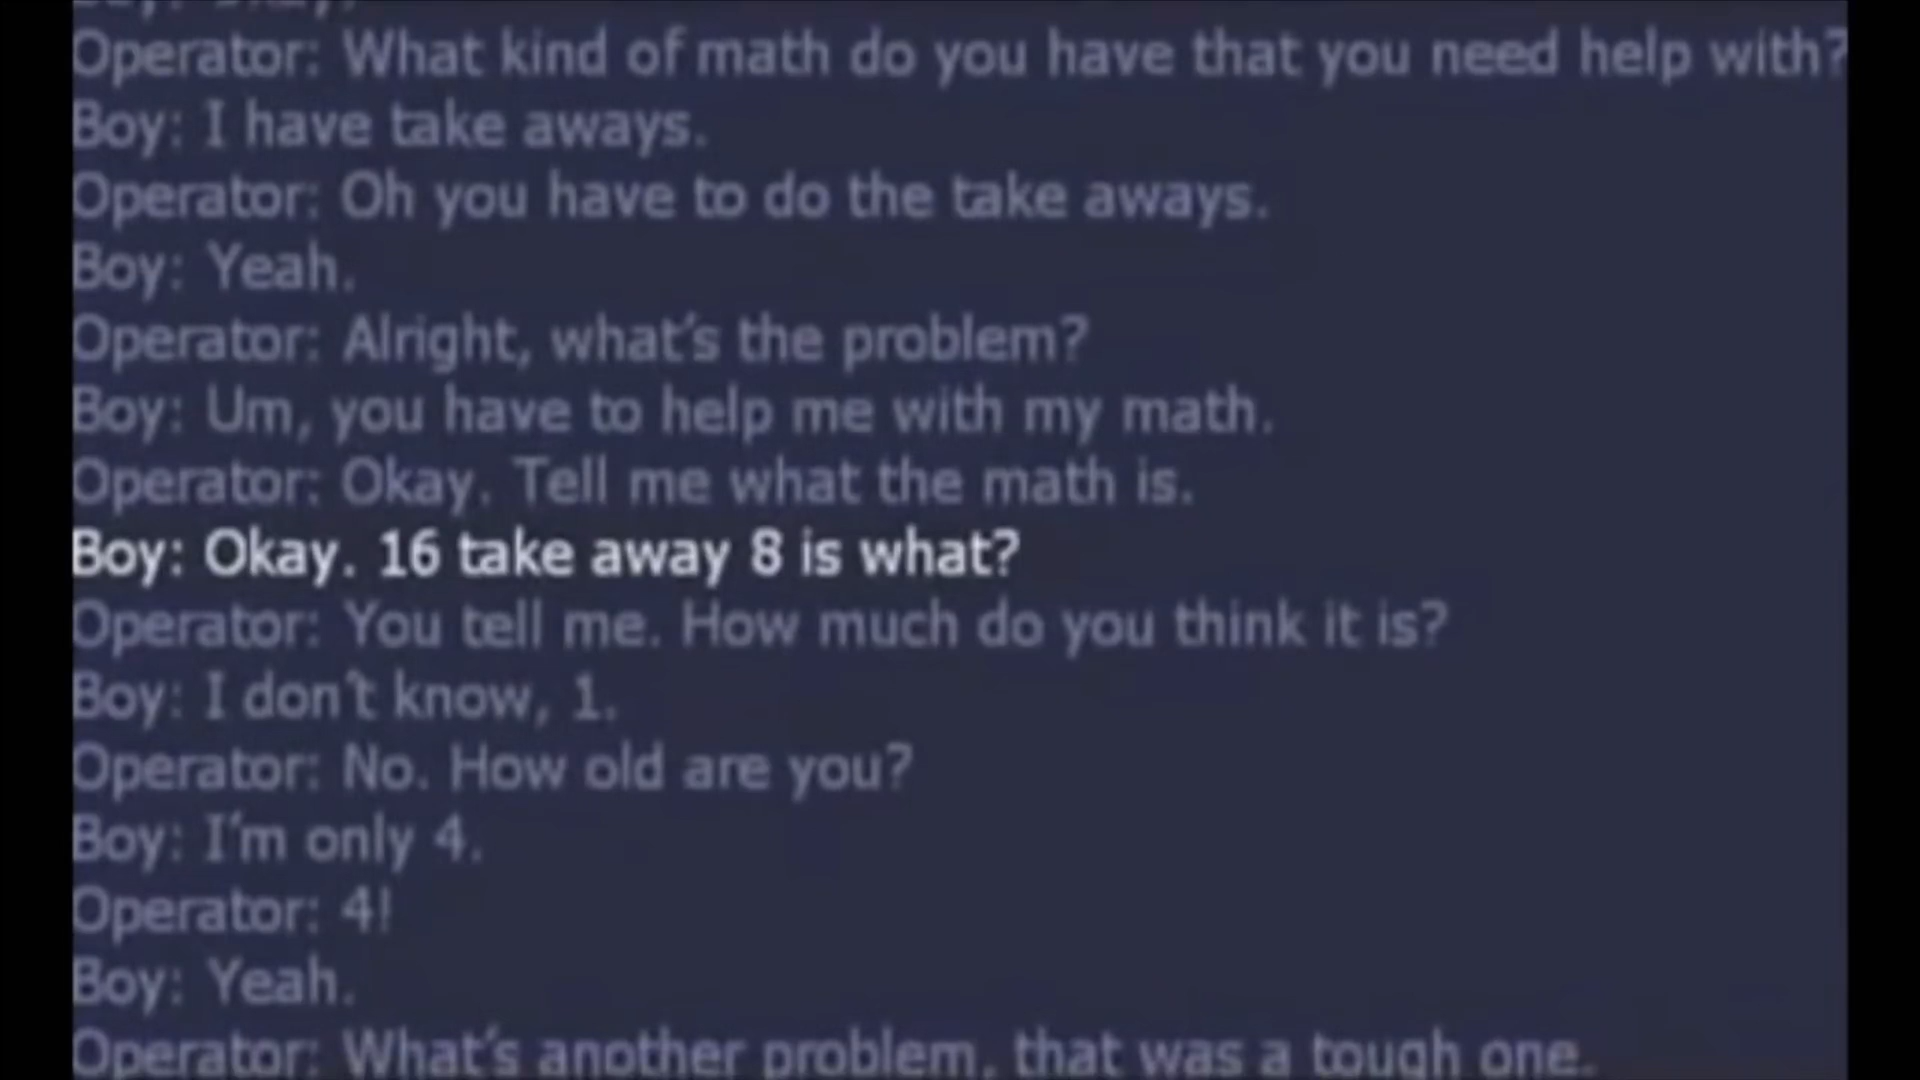 Boy: Okay.
Operator: What kind of math do you have that you need help with?
Boy: I have take aways.
Operator: Oh you have to do the take aways.
Boy: Yeah.
Operator: Alright, what's the problem?
Boy: Um, you have to help me with my math.
Operator: Okay. Tell me what the math is.
Boy: Okay. 16 take away 8 is what?
Operator: You tell me. How much do you think it is?
Boy: I don't know, 1.
Operator: No. How old are you?
Boy: I'm only 4.
Operator: 4!
Boy: Yeah.
Operator: What's another problem, that was a tough one.